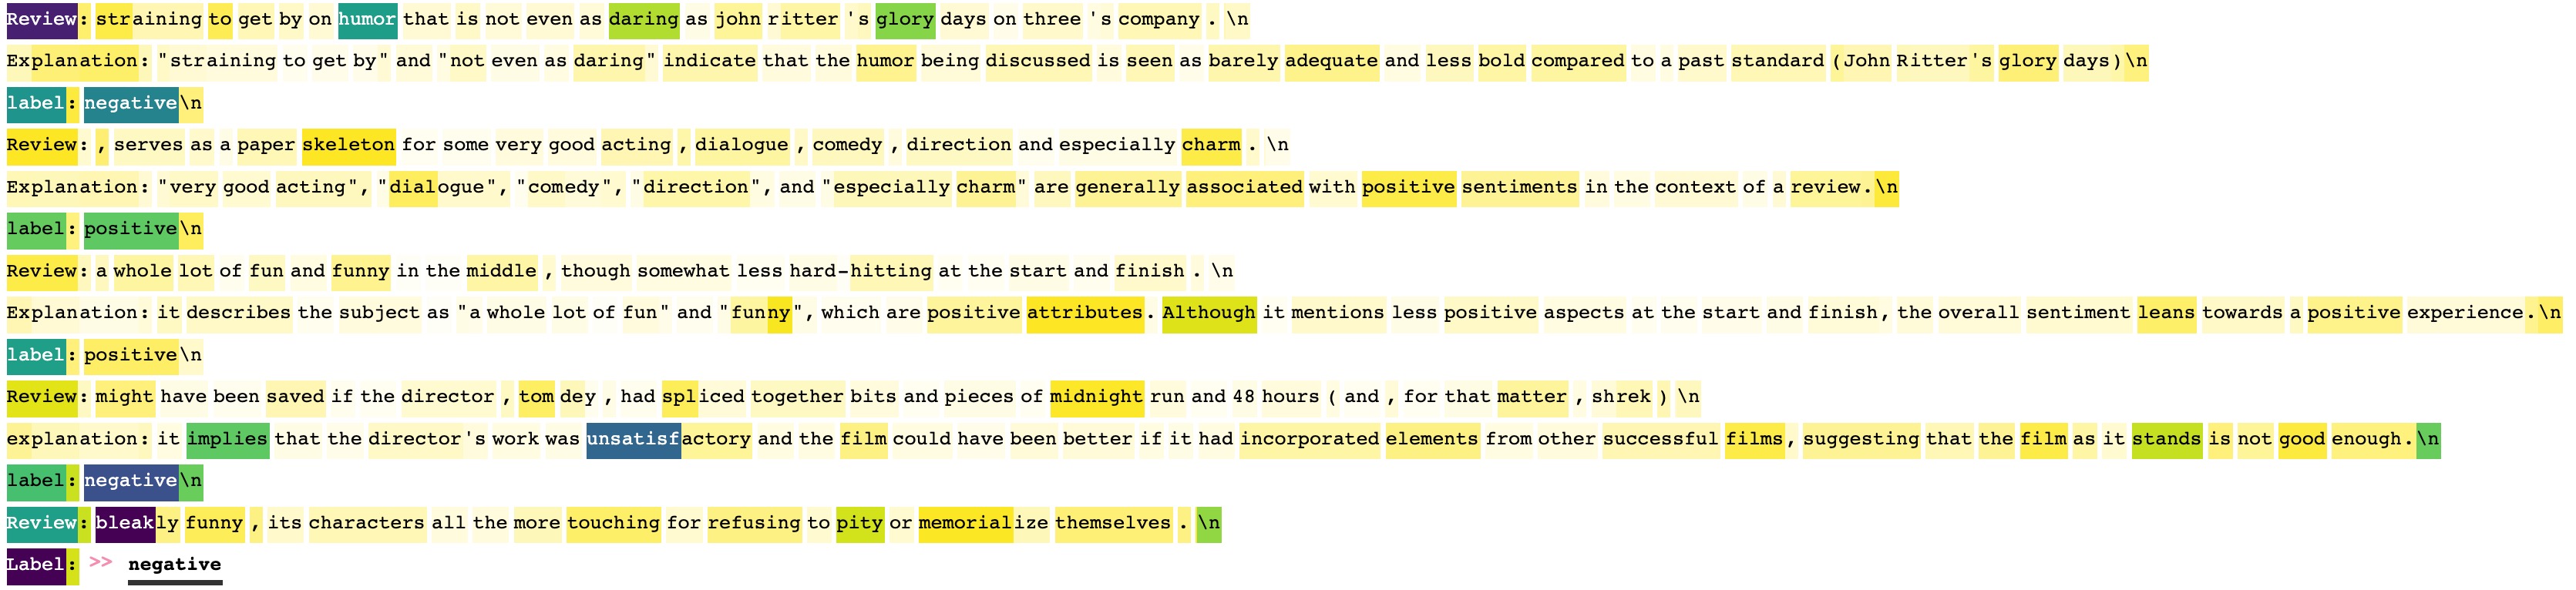 Review: straining to get by on humor that is not even as daring as john ritter 's glory days on three 's company . \n
Explanation: "straining to get by" and "not even as daring" indicate that the humor being discussed is seen as barely adequate and less bold compared to a past standard (John Ritter's glory days)\n
label: negative\n
Review: , serves as a paper skeleton for some very good acting , dialogue , comedy , direction and especially charm . \n
Explanation: "very good acting", "dialogue", "comedy", "direction", and "especially charm" are generally associated with positive sentiments in the context of a review.\n
label: positive\n
Review: a whole lot of fun and funny in the middle , though somewhat less hard-hitting at the start and finish . \n
Explanation: it describes the subject as "a whole lot of fun" and "funny", which are positive attributes. Although it mentions less positive aspects at the start and finish, the overall sentiment leans towards a positive experience.\n
label: positive\n
Review: might have been saved if the director , tom dey , had spliced together bits and pieces of midnight run and 48 hours ( and , for that matter , shrek ) \n
explanation: it implies that the director's work was unsatisfactory and the film could have been better if it had incorporated elements from other successful films, suggesting that the film as it stands is not good enough.\n
label: negative\n
Review: bleakly funny , its characters all the more touching for refusing to pity or memorialize themselves . \n
Label: >> negative